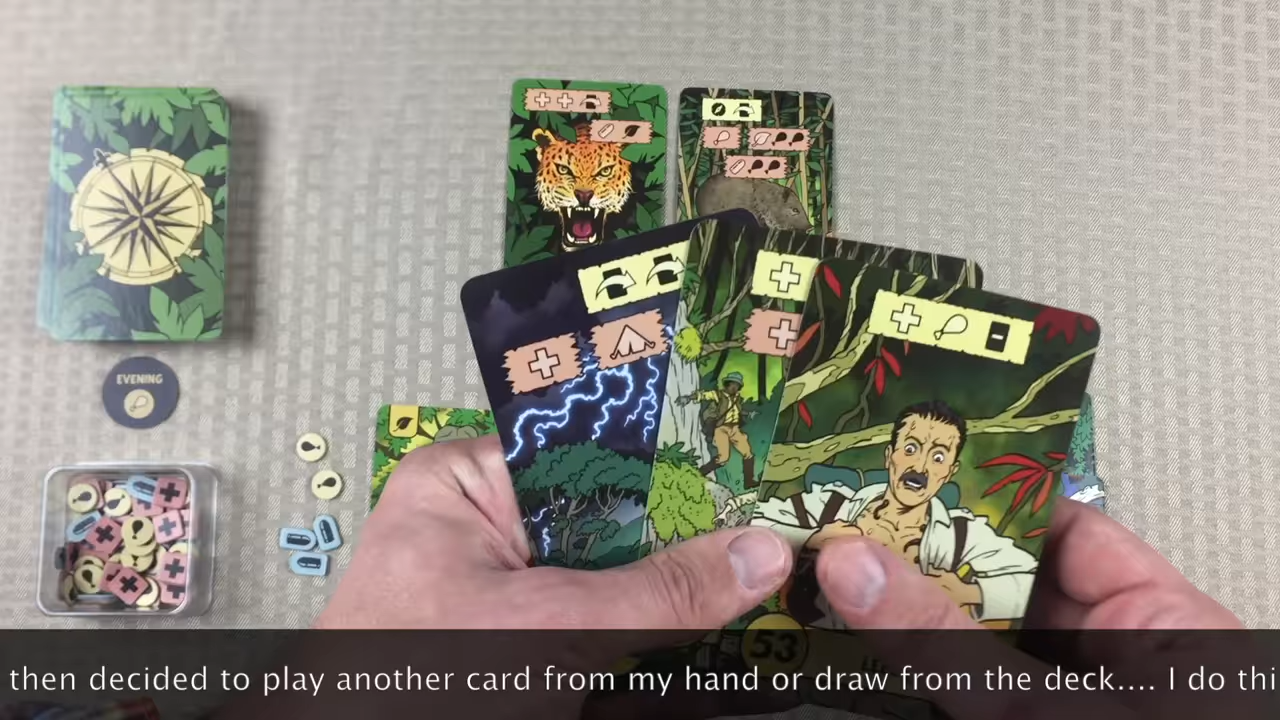 EVENING
53
then decided to play another card from my hand or draw from the deck.... I do thi